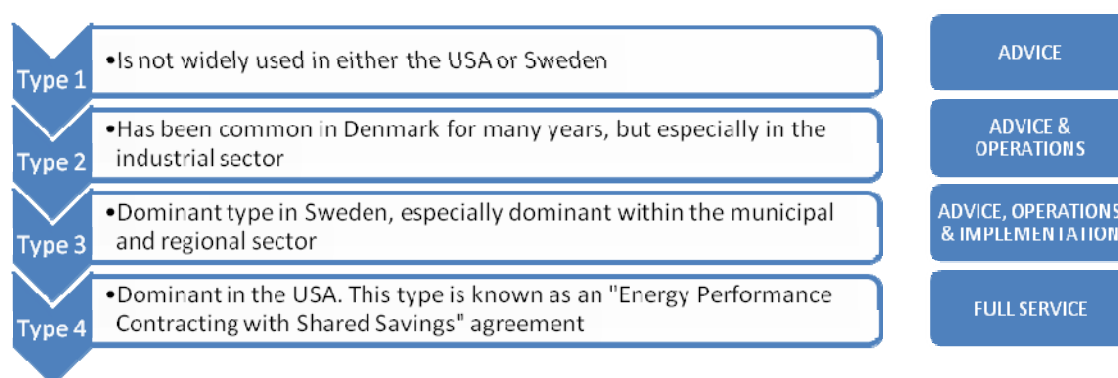 Type 1
•Is not widely used in either the USA or Sweden
ADVICE
Type 2
•Has been common in Denmark for many years, but especially in the
industrial sector
ADVICE &
OPERATIONS
Type 3
•Dominant type in Sweden, especially dominant within the municipal
and regional sector
ADVICE, OPERATIONS
& IMPLEMENTATION
Type 4
•Dominant in the USA. This type is known as an "Energy Performance
Contracting with Shared Savings" agreement
FULL SERVICE